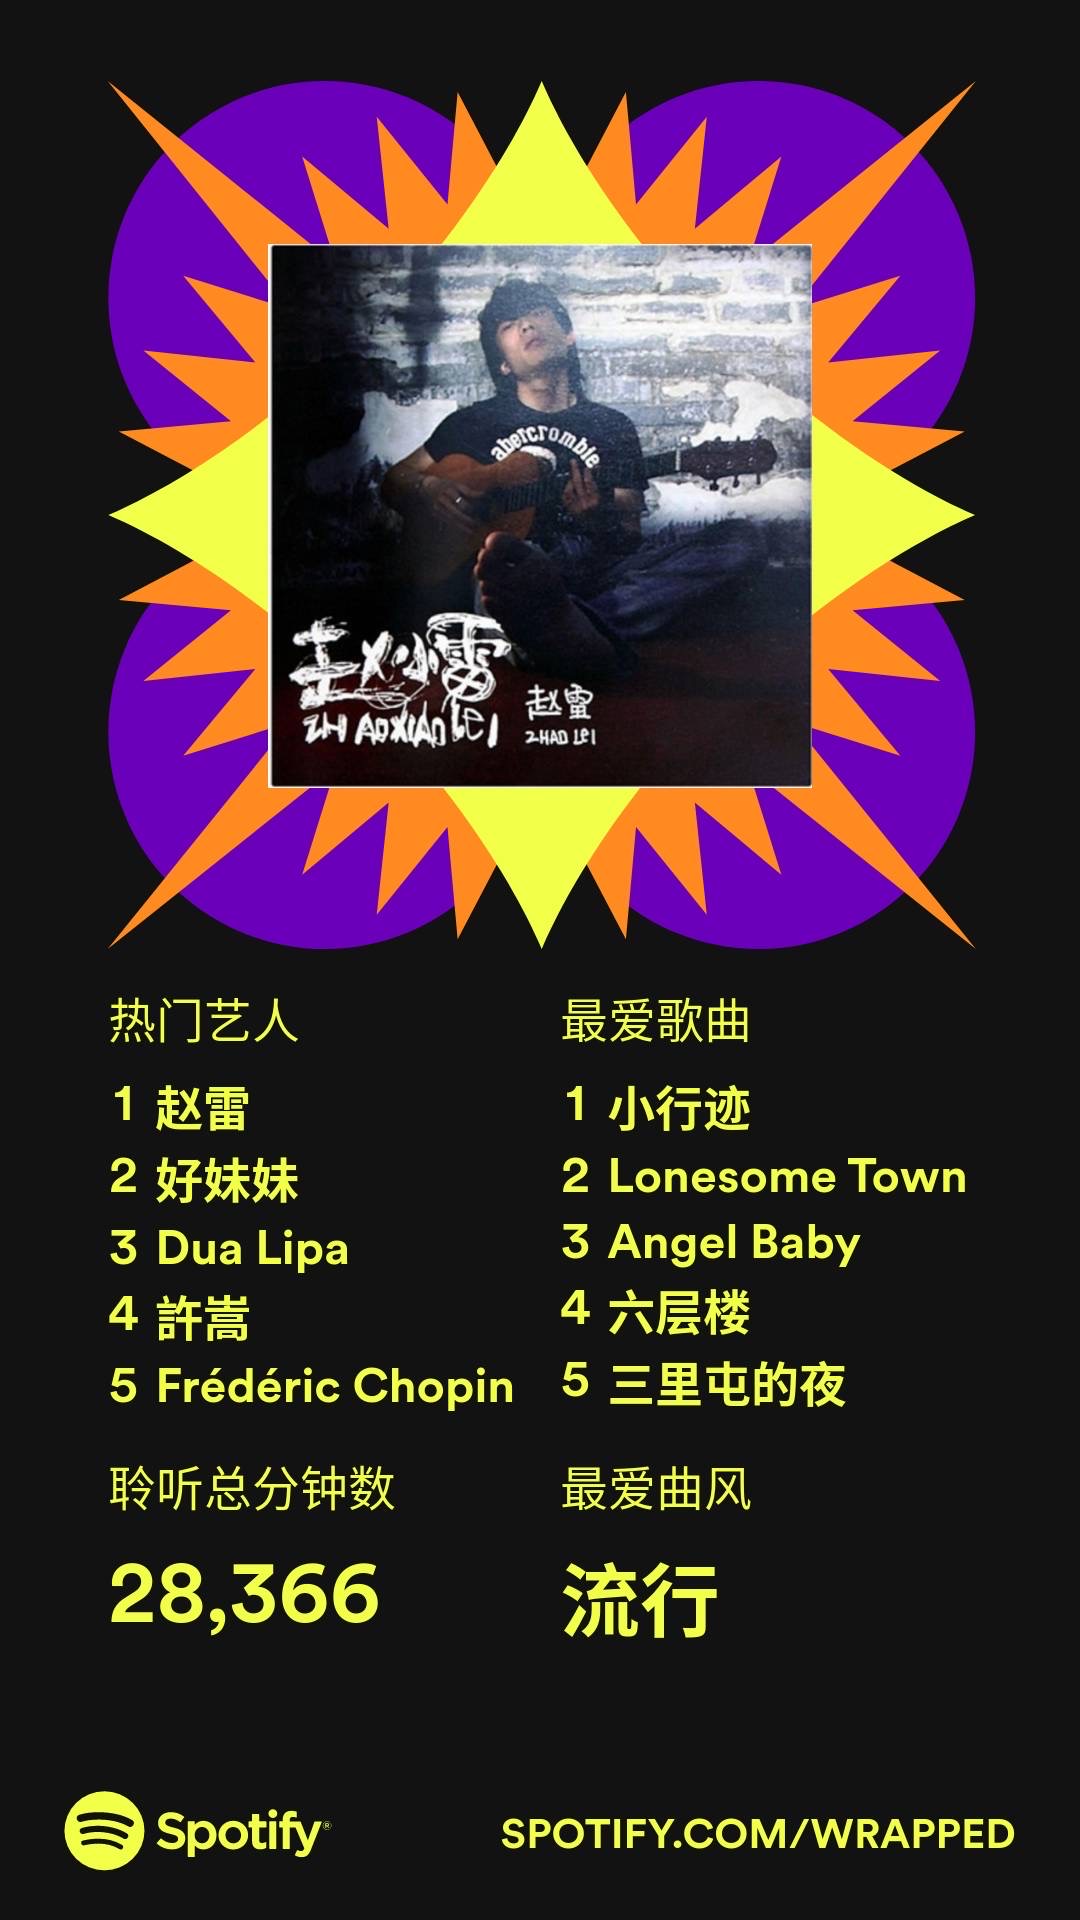 abercrombie
赵小雷
ZHAOXIAOLEI
赵雷
ZHAO LEI
热门艺人
1 赵雷
2 好妹妹
3 Dua Lipa
4 許嵩
5 Frédéric Chopin
最爱歌曲
1 小行迹
2 Lonesome Town
3 Angel Baby
4 六层楼
5 三里屯的夜
聆听总分钟数
28,366
最爱曲风
流行
Spotify®
SPOTIFY.COM/WRAPPED